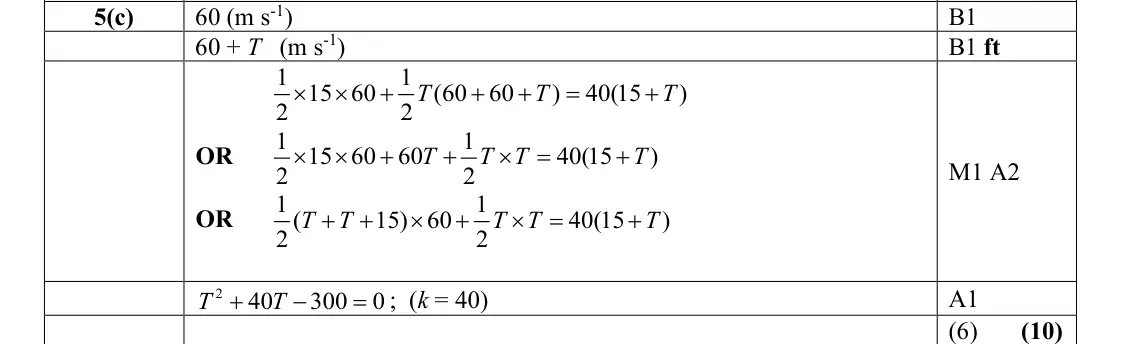 5(c) 60 (m s⁻¹) B1
60 + T (m s⁻¹) B1 ft
1/2 × 15 × 60 + 1/2 T(60 + 60 + T) = 40(15 + T)
OR 1/2 × 15 × 60 + 60T + 1/2 T × T = 40(15 + T)
M1 A2
OR 1/2 (T + T + 15) × 60 + 1/2 T × T = 40(15 + T)
T² + 40T − 300 = 0 ; (k = 40) A1
(6) (10)